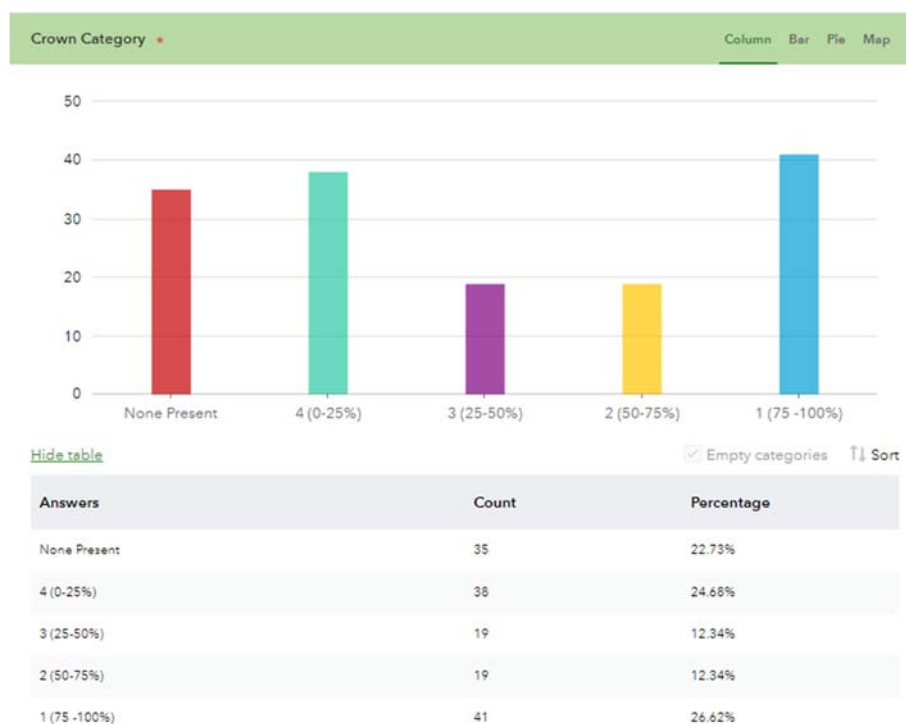 Crown Category * Column Bar Pie Map
50
40
30
20
10
0
None Present 4 (0-25%) 3 (25-50%) 2 (50-75%) 1 (75 -100%)
Hide table Empty categories Sort
Answers Count Percentage
None Present 35 22.73%
4 (0-25%) 38 24.68%
3 (25-50%) 19 12.34%
2 (50-75%) 19 12.34%
1 (75 -100%) 41 26.62%